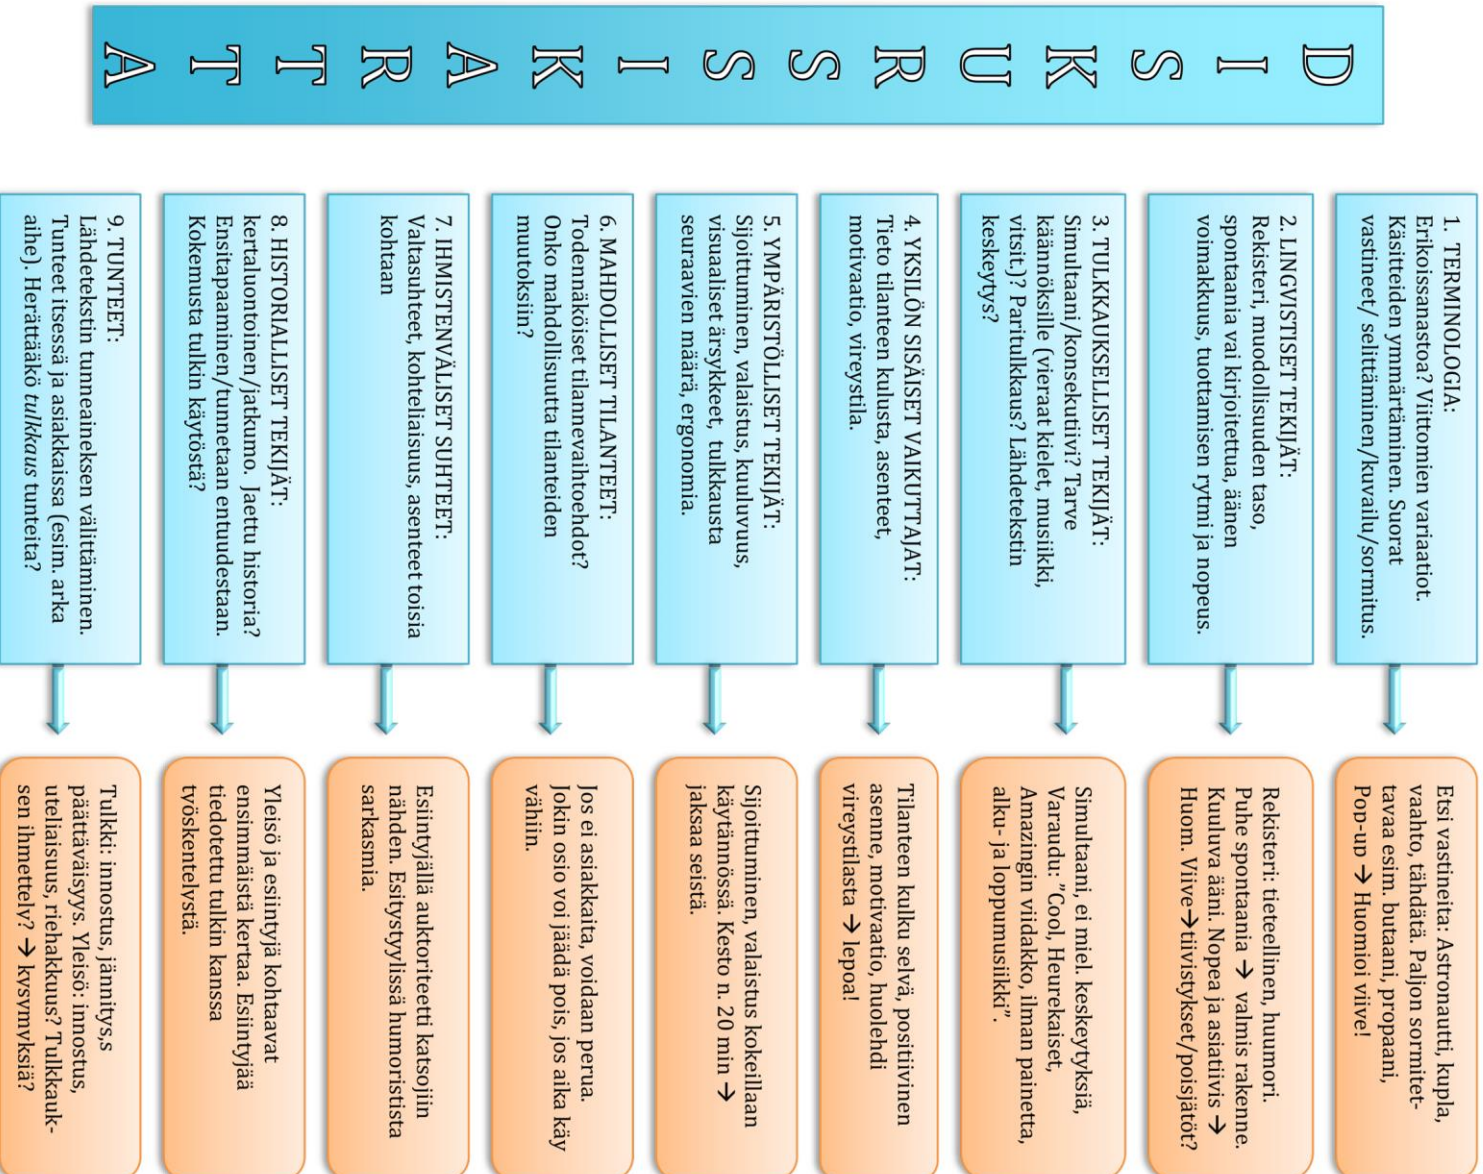 DISKURSSIKARTTA
1. TERMINOLOGIA:
Erikoissanastoa? Viittomien variaatiot.
Käsitteiden ymmärtäminen. Suorat
vastineet/ selittäminen/kuvailu/sormitus.
Etsi vastineita: Astronautti, kupla,
vaahto, tähdätä. Paljon sormitet-
tavaa esim. butaani, propaani,
Pop-up → Huomioi viive!
2. LINGVISTISET TEKIJÄT:
Rekisteri, muodollisuuden taso,
spontaania vai kirjoitettua, äänen
voimakkuus, tuottamisen rytmi ja nopeus.
Rekisteri: tieteellinen, huumori.
Puhe spontaania → valmis rakenne.
Kuuluva ääni. Nopea ja asiatiivis →
Huom. Viive→tiivistykset/poisjätöt?
3. TULKKAUKSELLISET TEKIJÄT:
Simultaani/konsekutiivi? Tarve
käännöksille (vieraat kielet, musiikki,
vitsit.)? Paritulkkaus? Lähdetekstin
keskeytys?
Simultaani, ei miel. keskeytyksiä,
Varaudu: ”Cool, Heurekaiset,
Amazingin viidakko, ilman painetta,
alku- ja loppumusiikki”.
4. YKSILÖN SISÄISET VAIKUTTAJAT:
Tieto tilanteen kulusta, asenteet,
motivaatio, vireystila.
Tilanteen kulku selvä, positiivinen
asenne, motivaatio, huolehdi
vireystilasta → lepoa!
5. YMPÄRISTÖLLISET TEKIJÄT:
Sijoittuminen, valaistus, kuuluvuus,
visuaaliset ärsykkeet, tulkkausta
seuraavien määrä, ergonomia.
Sijoittuminen, valaistus kokeillaan
käytännössä. Kesto n. 20 min →
jaksaa seistä.
6. MAHDOLLISET TILANTEET:
Todennäköiset tilannevaihtoehdot?
Onko mahdollisuutta tilanteiden
muutoksiin?
Jos ei asiakkaita, voidaan perua.
Jokin osio voi jäädä pois, jos aika käy
vähiin.
7. IHMISTENVÄLISET SUHTEET:
Valtasuhteet, kohteliaisuus, asenteet toisia
kohtaan
Esiintyjällä auktoriteetti katsojiin
nähden. Esitystyylissä humoristista
sarkasmia.
8. HISTORIALLISET TEKIJÄT:
kertaluontoinen/jatkumo. Jaettu historia?
Ensitapaaminen/tunnetaan entuudestaan.
Kokemusta tulkin käytöstä?
Yleisö ja esiintyjä kohtaavat
ensimmäistä kertaa. Esiintyjää
tiedotettu tulkin kanssa
työskentelystä.
9. TUNTEET:
Lähdetekstin tunneaineksen välittäminen.
Tunteet itsessä ja asiakkaissa (esim. arka
aihe). Herättääkö tulkkaus tunteita?
Tulkki: innostus, jännitys,s
päättäväisyys. Yleisö: innostus,
uteliaisuus, riehakkuus? Tulkkauk-
sen ihmettely? → kysymyksiä?